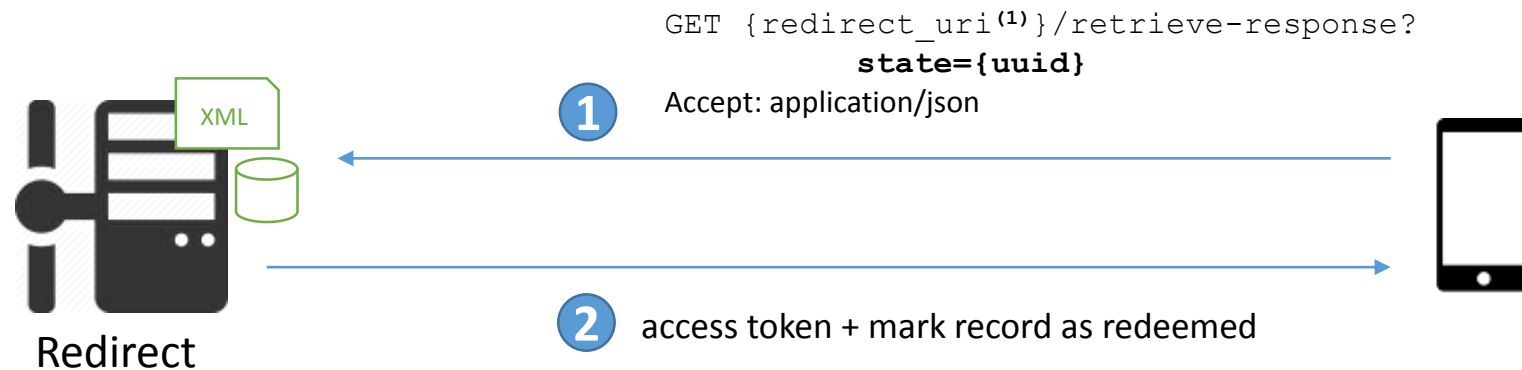 GET {redirect_uri(1)}/retrieve-response?
state={uuid}
Accept: application/json
1
XML
2
access token + mark record as redeemed
Redirect